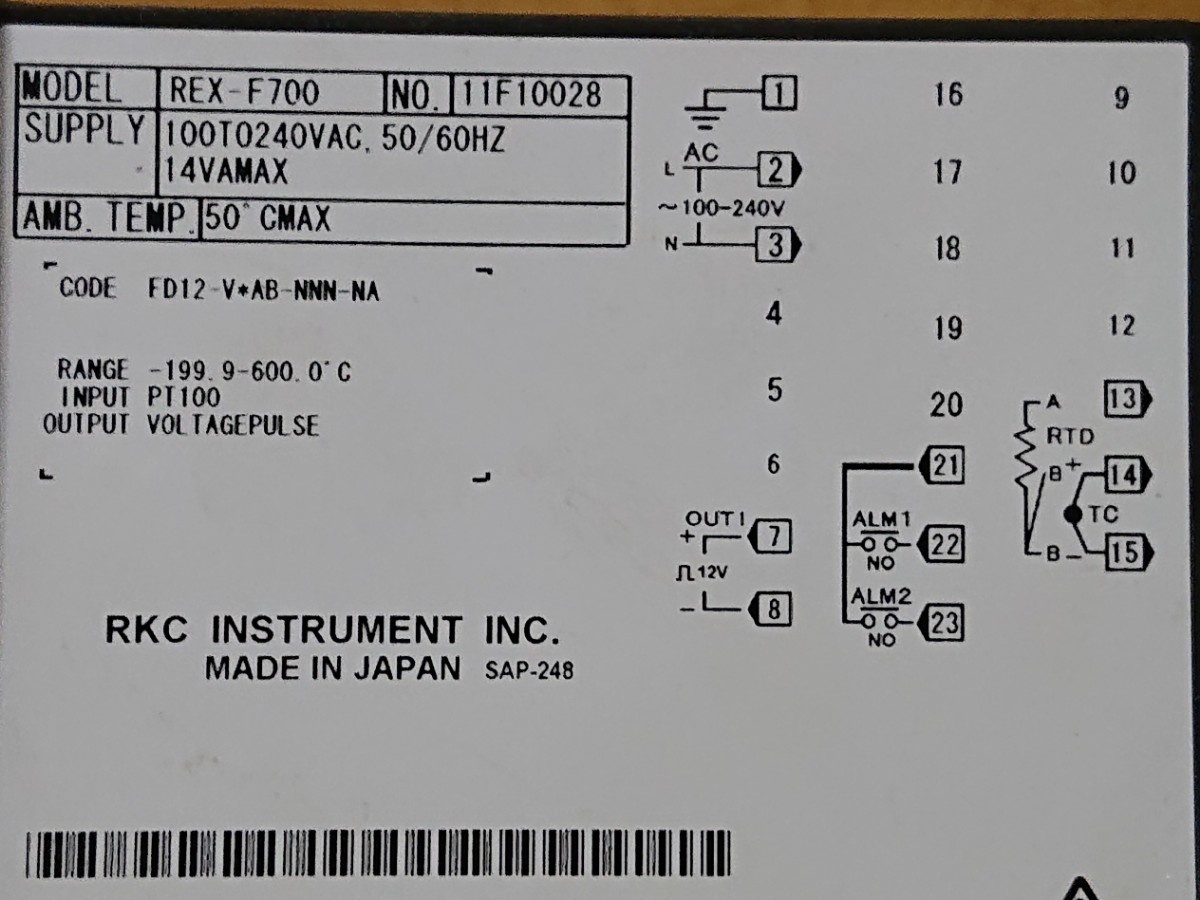 MODEL REX-F700 NO. 11F10028
SUPPLY 100TO240VAC, 50/60HZ
14VAMAX
AMB. TEMP. 50°CMAX
CODE FD12-V*AB-NNN-NA
RANGE -199.9-600.0°C
INPUT PT100
OUTPUT VOLTAGEPULSE
RKC INSTRUMENT INC.
MADE IN JAPAN SAP-248
1
L AC 2
~100-240V
N 3
4
5
6
OUT1
+ 7
12V
- 8
16
17
18
19
20
21
ALM1
22
NO
ALM2
23
NO
9
10
11
12
A 13
RTD
B + 14
TC
B - 15